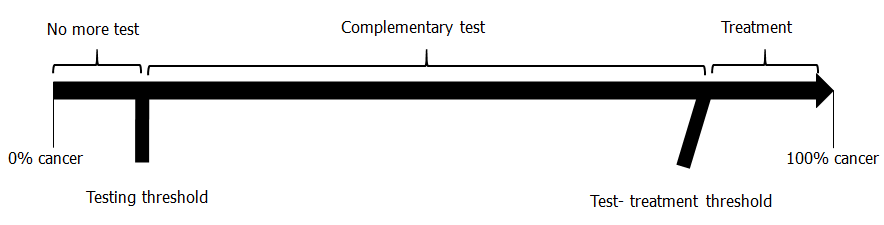 No more test
Complementary test
Treatment
0% cancer
100% cancer
Testing threshold
Test- treatment threshold